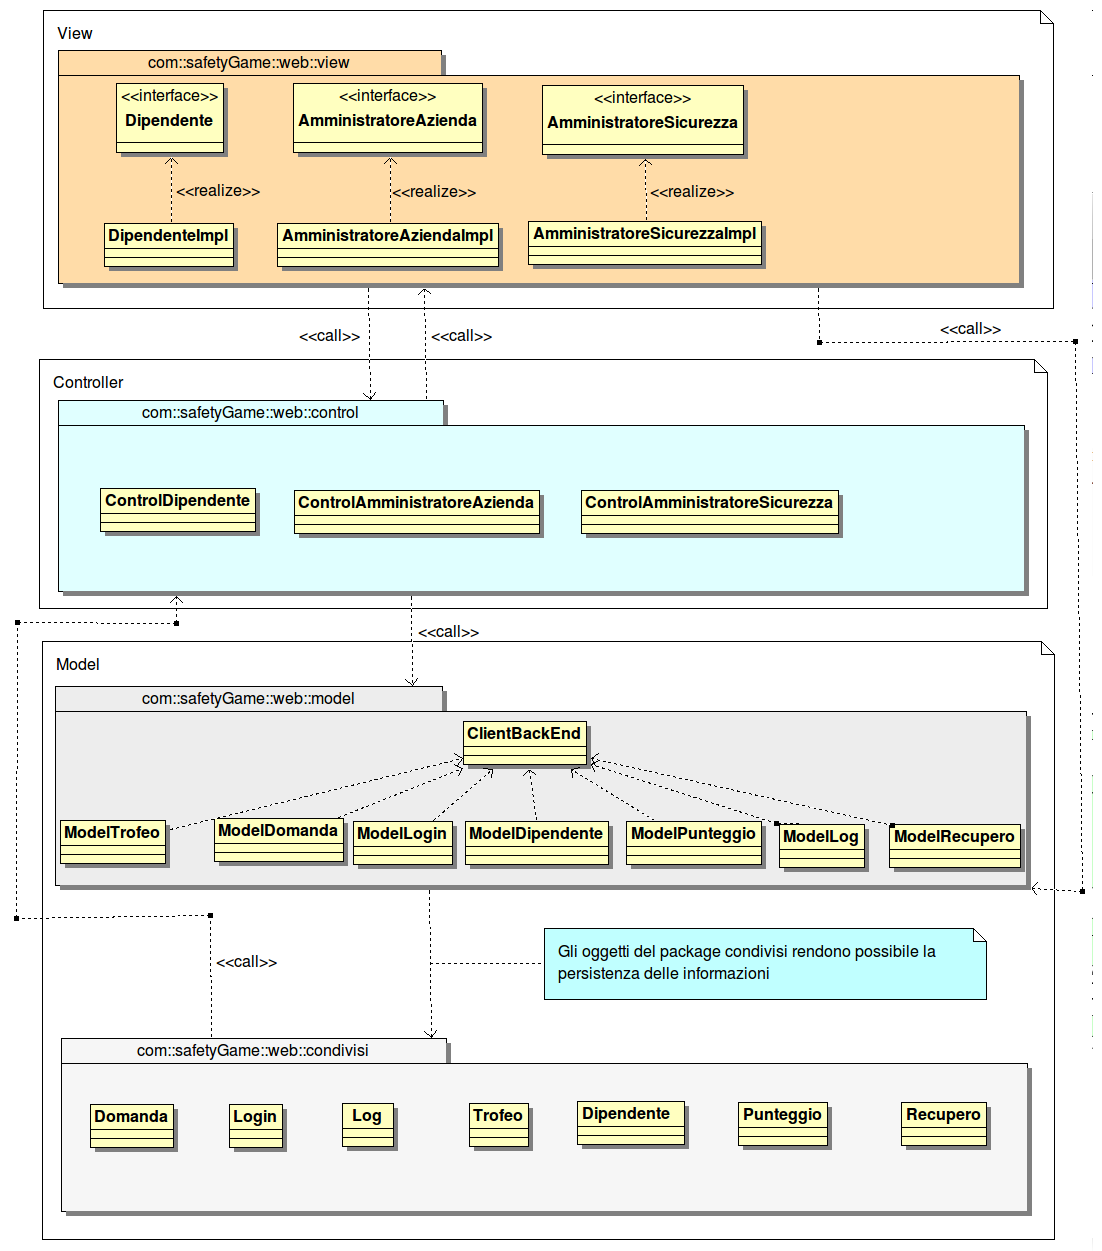 View
com::safetyGame::web::view
<<interface>>
Dipendente
<<interface>>
AmministratoreAzienda
<<interface>>
AmministratoreSicurezza
<<realize>>
<<realize>>
<<realize>>
DipendenteImpl
AmministratoreAziendaImpl
AmministratoreSicurezzaImpl
<<call>>
<<call>>
<<call>>
Controller
com::safetyGame::web::control
ControlDipendente
ControlAmministratoreAzienda
ControlAmministratoreSicurezza
<<call>>
Model
com::safetyGame::web::model
ClientBackEnd
ModelTrofeo
ModelDomanda
ModelLogin
ModelDipendente
ModelPunteggio
ModelLog
ModelRecupero
Gli oggetti del package condivisi rendono possibile la
persistenza delle informazioni
<<call>>
com::safetyGame::web::condivisi
Domanda
Login
Log
Trofeo
Dipendente
Punteggio
Recupero